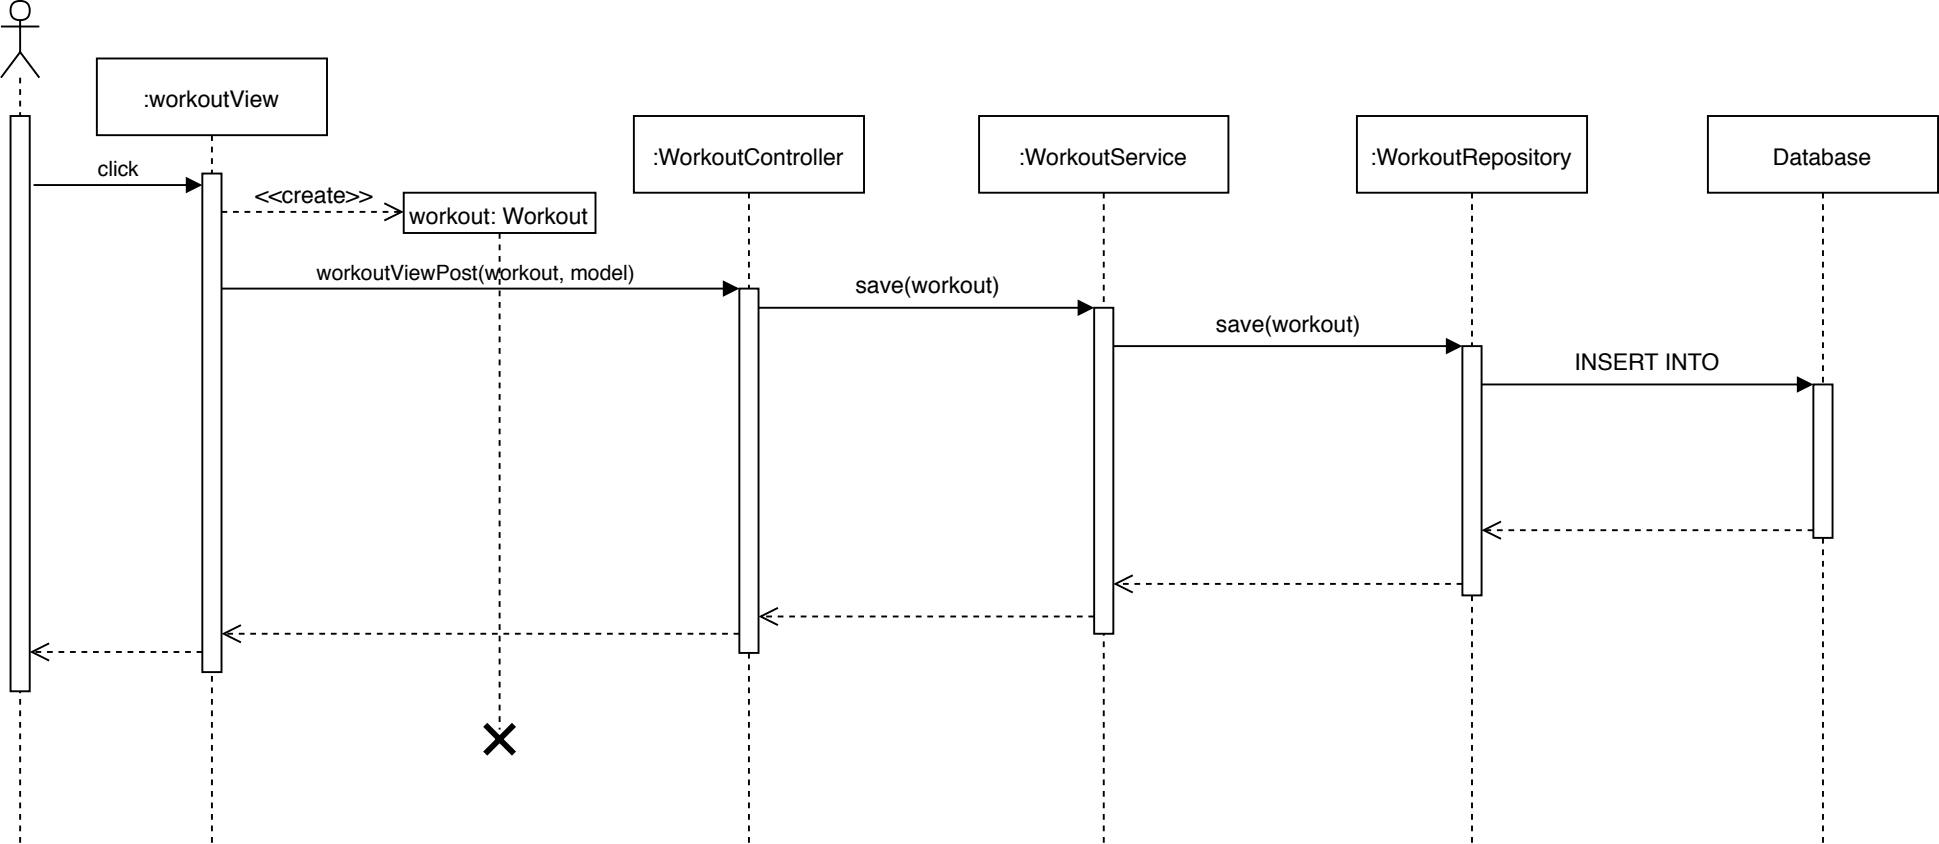 :workoutView
:WorkoutController
:WorkoutService
:WorkoutRepository
Database
click
<<create>>
workout: Workout
workoutViewPost(workout, model)
save(workout)
save(workout)
INSERT INTO